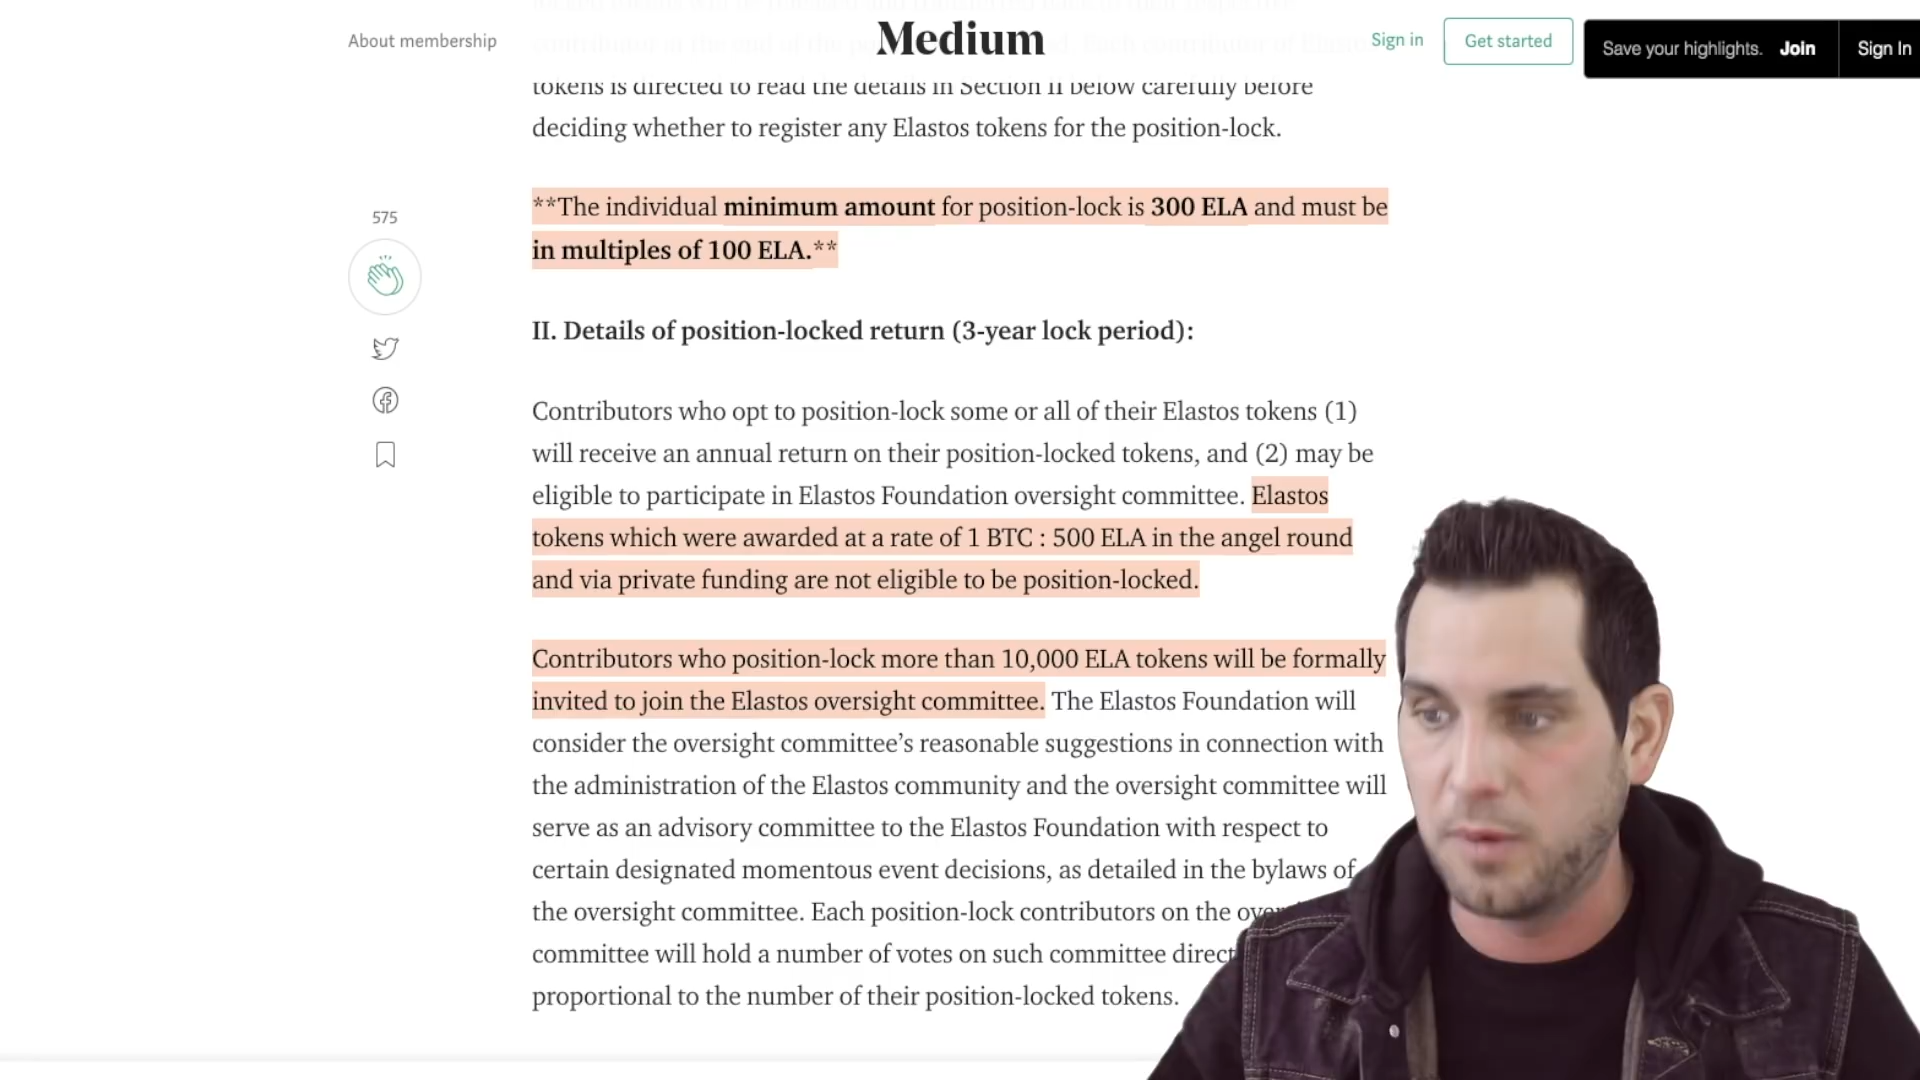 About membership
Medium
Sign in
Get started
Save your highlights. Join
Sign In
tokens is directed to read the details in Section II below carefully before
deciding whether to register any Elastos tokens for the position-lock.
575
**The individual minimum amount for position-lock is 300 ELA and must be
in multiples of 100 ELA.**
II. Details of position-locked return (3-year lock period):
Contributors who opt to position-lock some or all of their Elastos tokens (1)
will receive an annual return on their position-locked tokens, and (2) may be
eligible to participate in Elastos Foundation oversight committee. Elastos
tokens which were awarded at a rate of 1 BTC : 500 ELA in the angel round
and via private funding are not eligible to be position-locked.
Contributors who position-lock more than 10,000 ELA tokens will be formally
invited to join the Elastos oversight committee. The Elastos Foundation will
consider the oversight committee’s reasonable suggestions in connection with
the administration of the Elastos community and the oversight committee will
serve as an advisory committee to the Elastos Foundation with respect to
certain designated momentous event decisions, as detailed in the bylaws of
the oversight committee. Each position-lock contributors on the
committee will hold a number of votes on such committee
proportional to the number of their position-locked tokens.